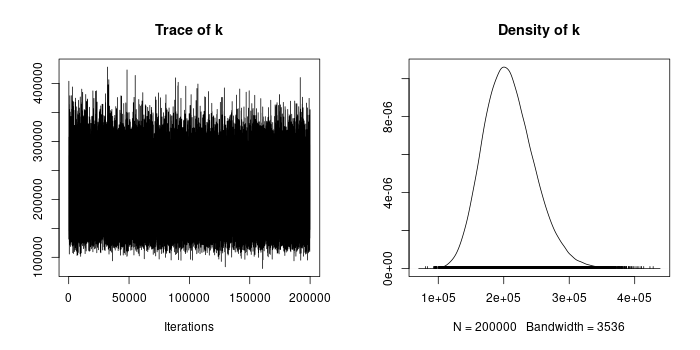 Trace of k
400000
300000
200000
100000
0
50000
100000
150000
200000
Iterations
Density of k
8e-06
4e-06
0e+00
1e+05
2e+05
3e+05
4e+05
N = 200000 Bandwidth = 3536